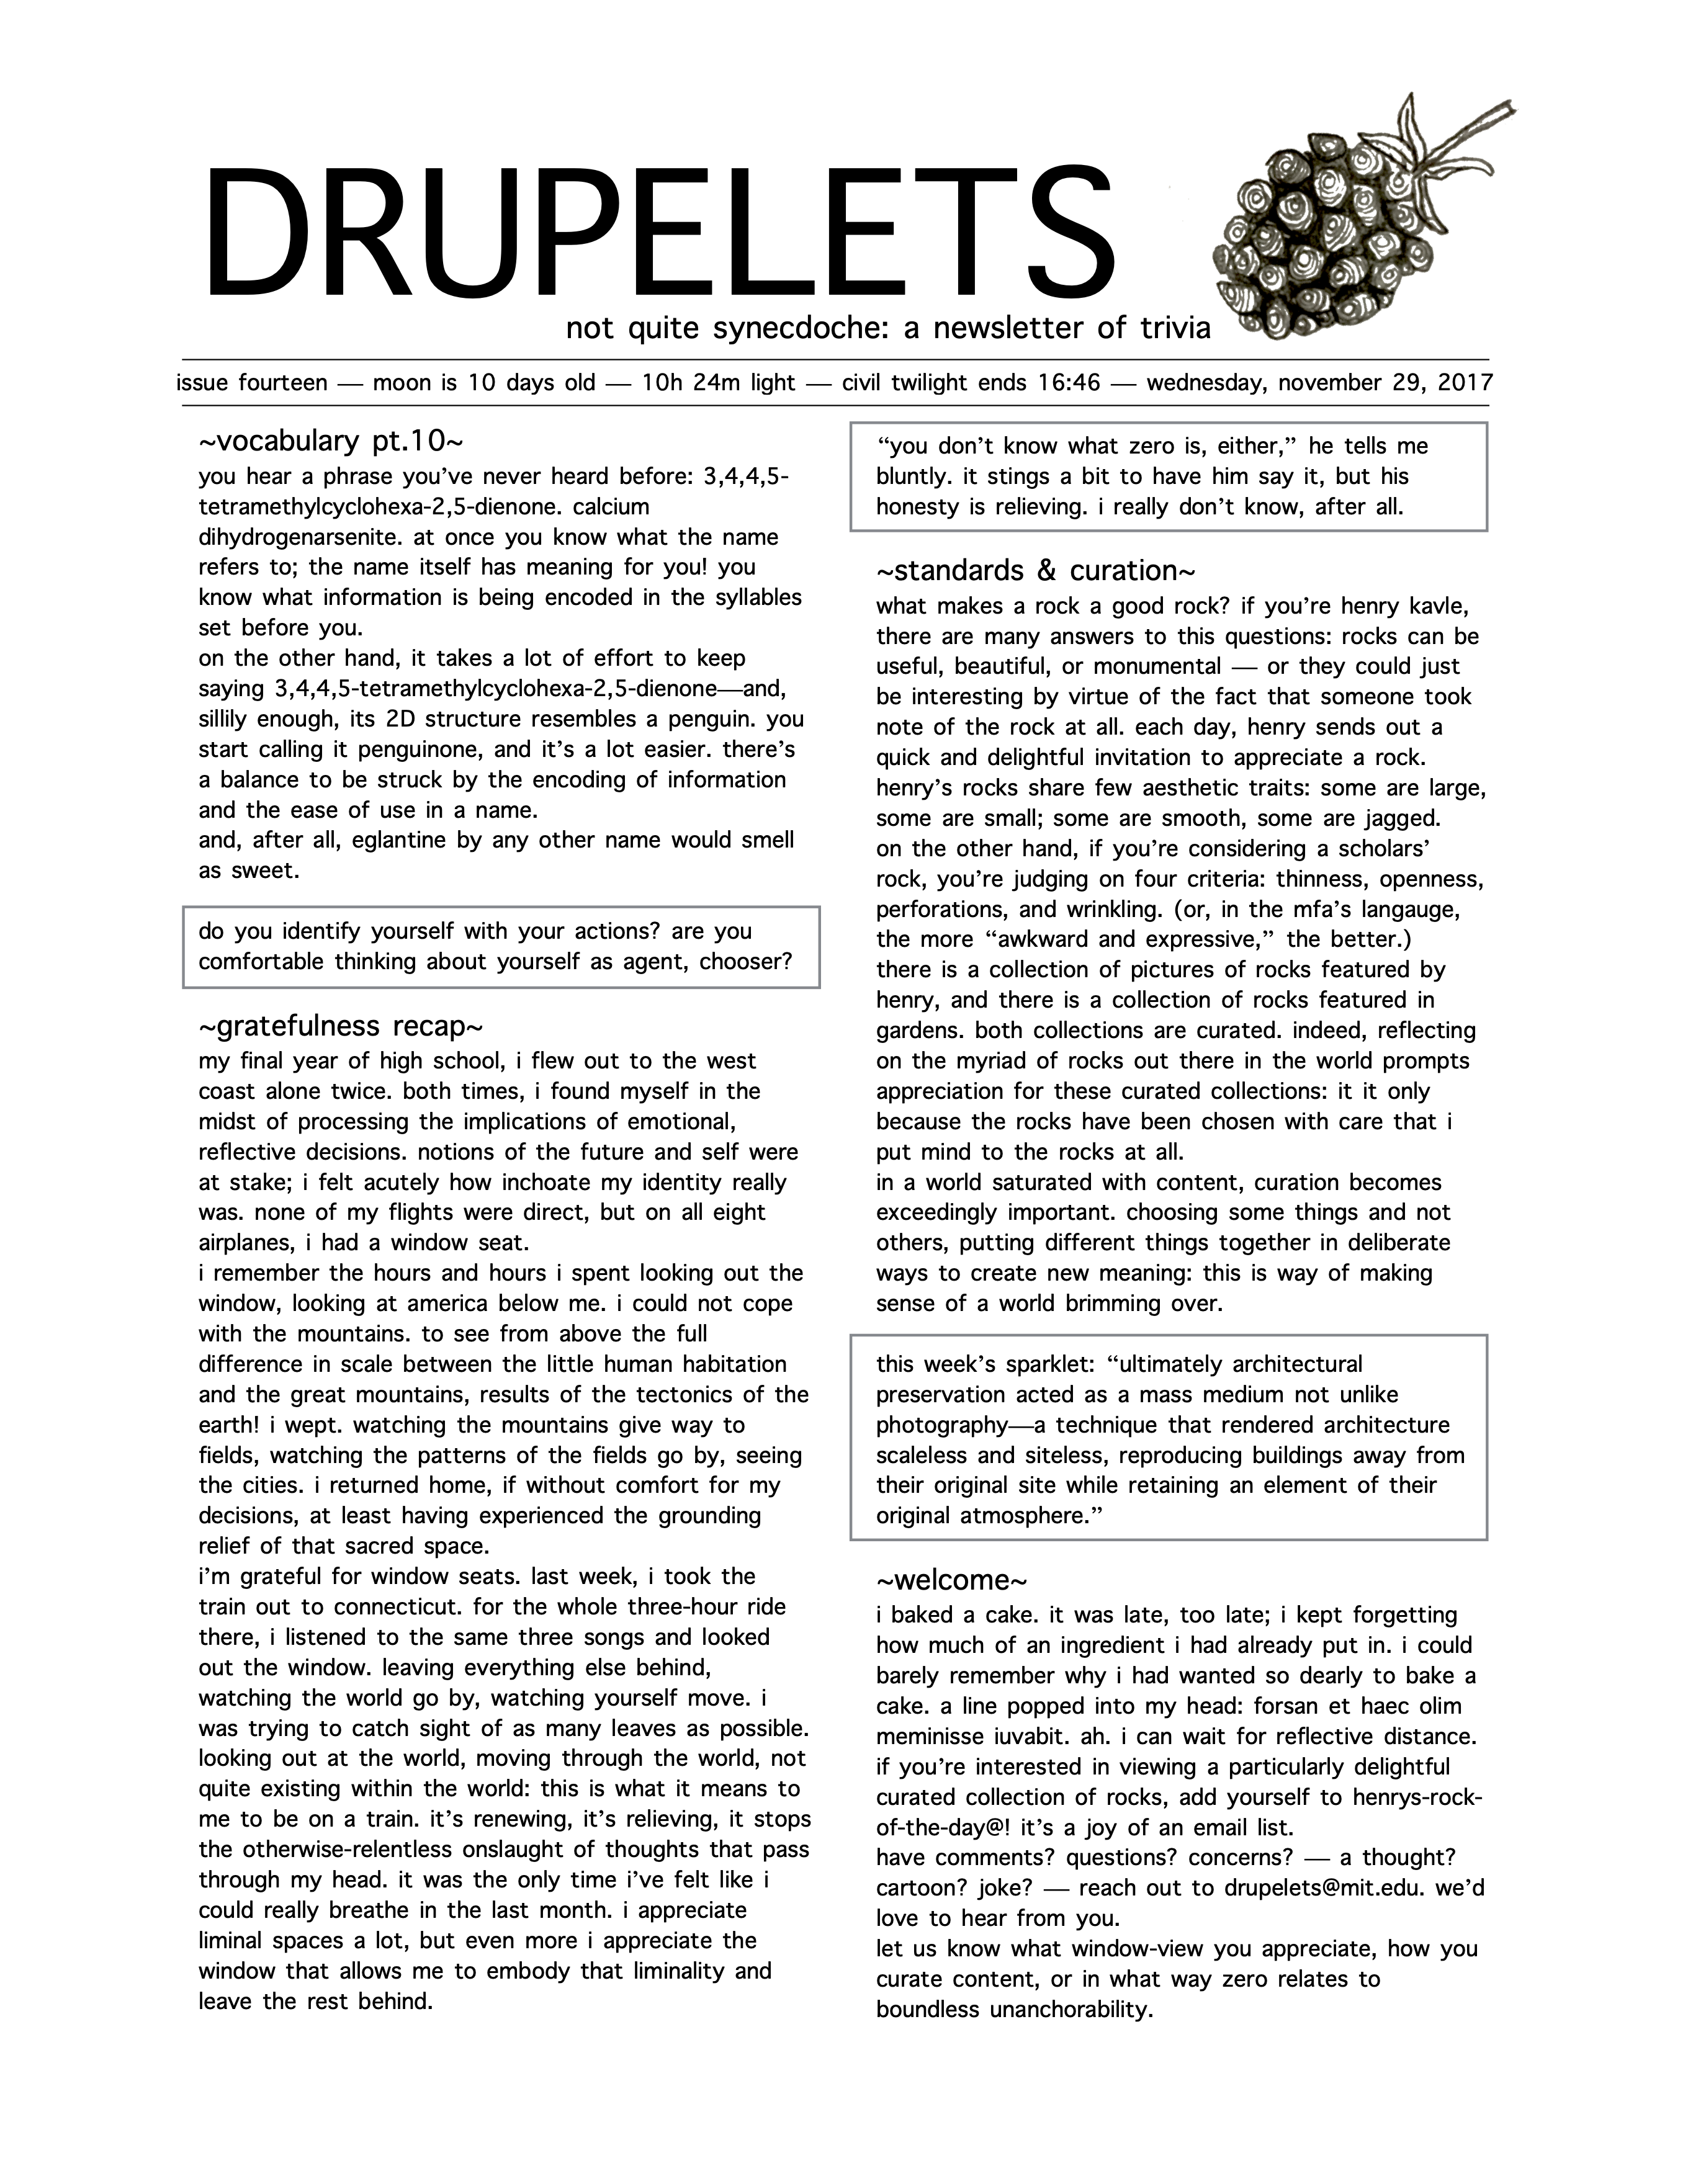 DRUPELETS
not quite synecdoche: a newsletter of trivia
issue fourteen — moon is 10 days old — 10h 24m light — civil twilight ends 16:46 — wednesday, november 29, 2017
~vocabulary pt.10~
you hear a phrase you’ve never heard before: 3,4,4,5-
tetramethylcyclohexa-2,5-dienone. calcium
dihydrogenarsenite. at once you know what the name
refers to; the name itself has meaning for you! you
know what information is being encoded in the syllables
set before you.
on the other hand, it takes a lot of effort to keep
saying 3,4,4,5-tetramethylcyclohexa-2,5-dienone—and,
sillily enough, its 2D structure resembles a penguin. you
start calling it penguinone, and it’s a lot easier. there’s
a balance to be struck by the encoding of information
and the ease of use in a name.
and, after all, eglantine by any other name would smell
as sweet.
do you identify yourself with your actions? are you
comfortable thinking about yourself as agent, chooser?
~gratefulness recap~
my final year of high school, i flew out to the west
coast alone twice. both times, i found myself in the
midst of processing the implications of emotional,
reflective decisions. notions of the future and self were
at stake; i felt acutely how inchoate my identity really
was. none of my flights were direct, but on all eight
airplanes, i had a window seat.
i remember the hours and hours i spent looking out the
window, looking at america below me. i could not cope
with the mountains. to see from above the full
difference in scale between the little human habitation
and the great mountains, results of the tectonics of the
earth! i wept. watching the mountains give way to
fields, watching the patterns of the fields go by, seeing
the cities. i returned home, if without comfort for my
decisions, at least having experienced the grounding
relief of that sacred space.
i’m grateful for window seats. last week, i took the
train out to connecticut. for the whole three-hour ride
there, i listened to the same three songs and looked
out the window. leaving everything else behind,
watching the world go by, watching yourself move. i
was trying to catch sight of as many leaves as possible.
looking out at the world, moving through the world, not
quite existing within the world: this is what it means to
me to be on a train. it’s renewing, it’s relieving, it stops
the otherwise-relentless onslaught of thoughts that pass
through my head. it was the only time i’ve felt like i
could really breathe in the last month. i appreciate
liminal spaces a lot, but even more i appreciate the
window that allows me to embody that liminality and
leave the rest behind.
“you don’t know what zero is, either,” he tells me
bluntly. it stings a bit to have him say it, but his
honesty is relieving. i really don’t know, after all.
~standards & curation~
what makes a rock a good rock? if you’re henry kavle,
there are many answers to this questions: rocks can be
useful, beautiful, or monumental — or they could just
be interesting by virtue of the fact that someone took
note of the rock at all. each day, henry sends out a
quick and delightful invitation to appreciate a rock.
henry’s rocks share few aesthetic traits: some are large,
some are small; some are smooth, some are jagged.
on the other hand, if you’re considering a scholars’
rock, you’re judging on four criteria: thinness, openness,
perforations, and wrinkling. (or, in the mfa’s langauge,
the more “awkward and expressive,” the better.)
there is a collection of pictures of rocks featured by
henry, and there is a collection of rocks featured in
gardens. both collections are curated. indeed, reflecting
on the myriad of rocks out there in the world prompts
appreciation for these curated collections: it it only
because the rocks have been chosen with care that i
put mind to the rocks at all.
in a world saturated with content, curation becomes
exceedingly important. choosing some things and not
others, putting different things together in deliberate
ways to create new meaning: this is way of making
sense of a world brimming over.
this week’s sparklet: “ultimately architectural
preservation acted as a mass medium not unlike
photography—a technique that rendered architecture
scaleless and siteless, reproducing buildings away from
their original site while retaining an element of their
original atmosphere.”
~welcome~
i baked a cake. it was late, too late; i kept forgetting
how much of an ingredient i had already put in. i could
barely remember why i had wanted so dearly to bake a
cake. a line popped into my head: forsan et haec olim
meminisse iuvabit. ah. i can wait for reflective distance.
if you’re interested in viewing a particularly delightful
curated collection of rocks, add yourself to henrys-rock-
of-the-day@! it’s a joy of an email list.
have comments? questions? concerns? — a thought?
cartoon? joke? — reach out to drupelets@mit.edu. we’d
love to hear from you.
let us know what window-view you appreciate, how you
curate content, or in what way zero relates to
boundless unanchorability.